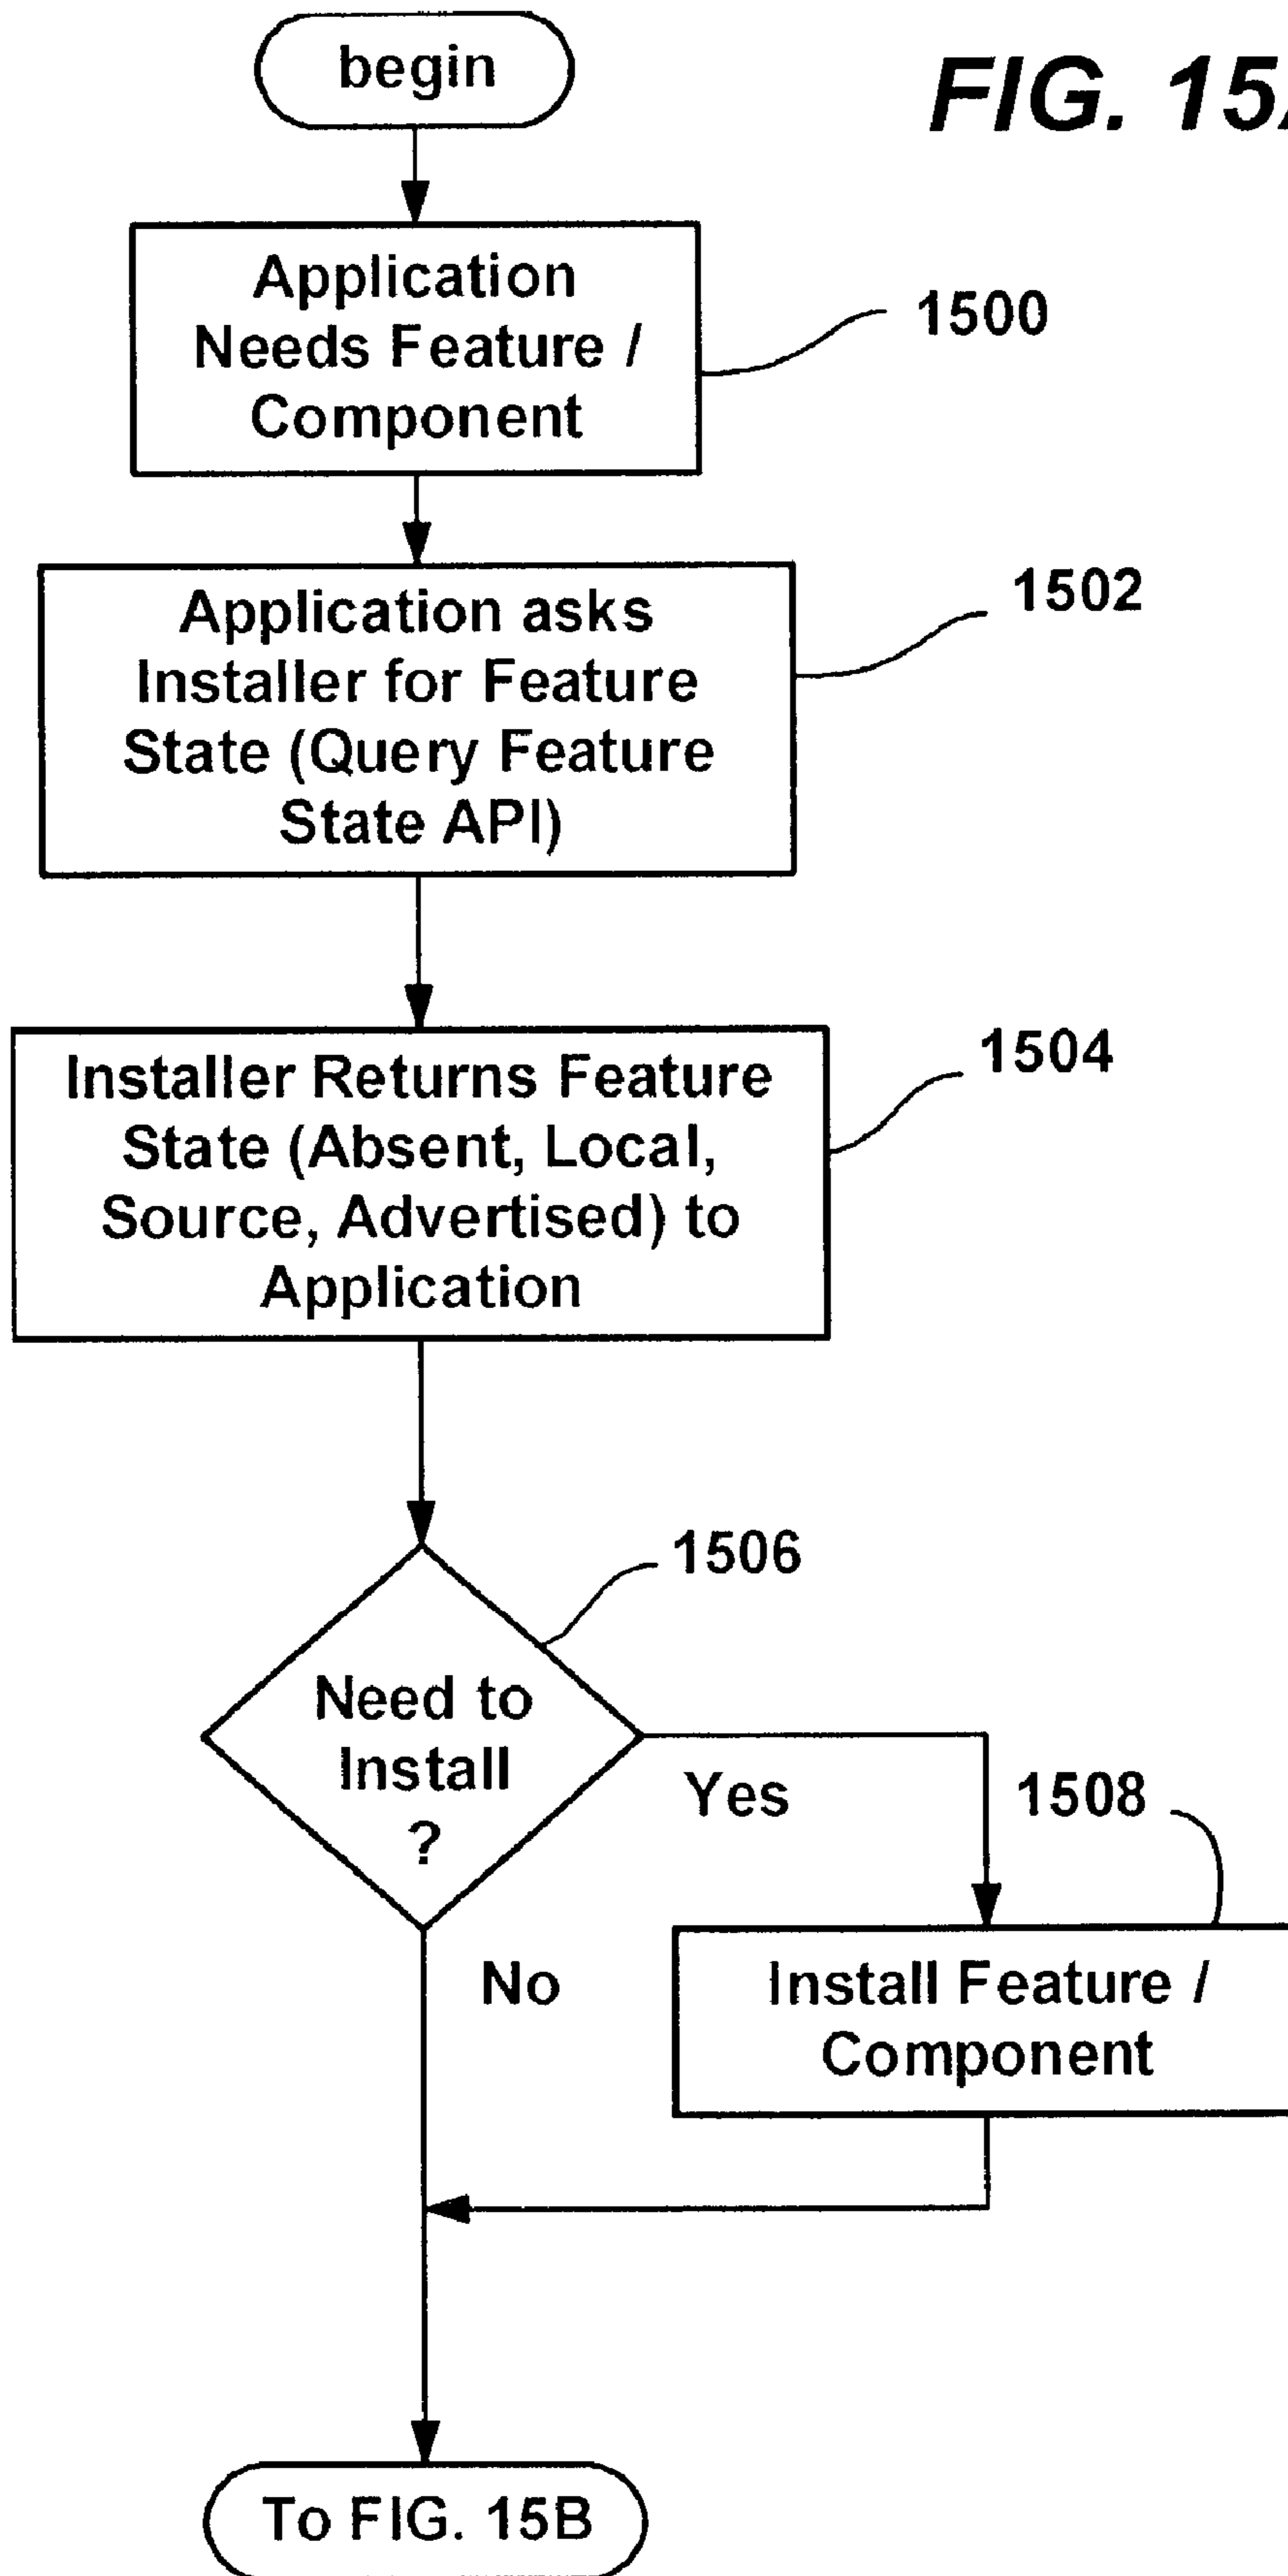 begin
FIG. 15A
Application
Needs Feature /
Component
1500
Application asks
Installer for Feature
State (Query Feature
State API)
1502
Installer Returns Feature
State (Absent, Local,
Source, Advertised) to
Application
1504
1506
Need to
Install
?
Yes
1508
No
Install Feature /
Component
To FIG. 15B